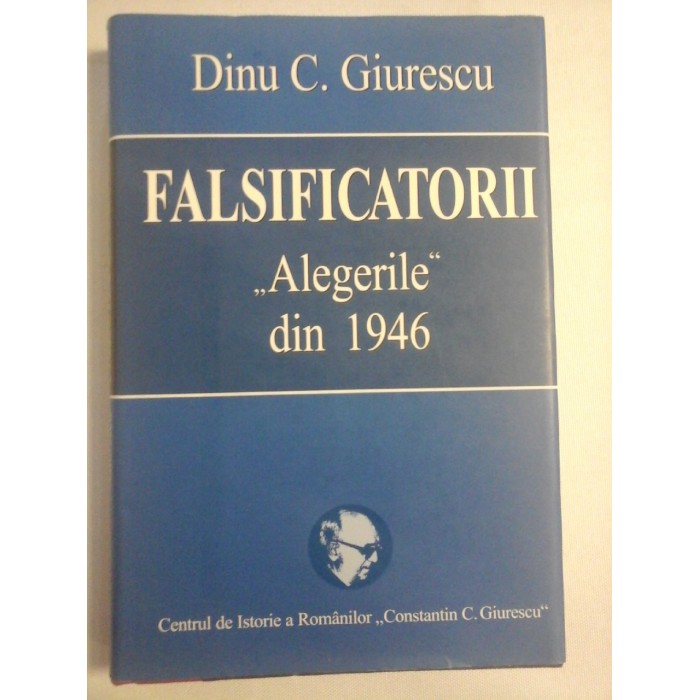 Dinu C. Giurescu
FALSIFICATORII
„Alegerile“
din 1946
Centrul de Istorie a Românilor „Constantin C. Giurescu“